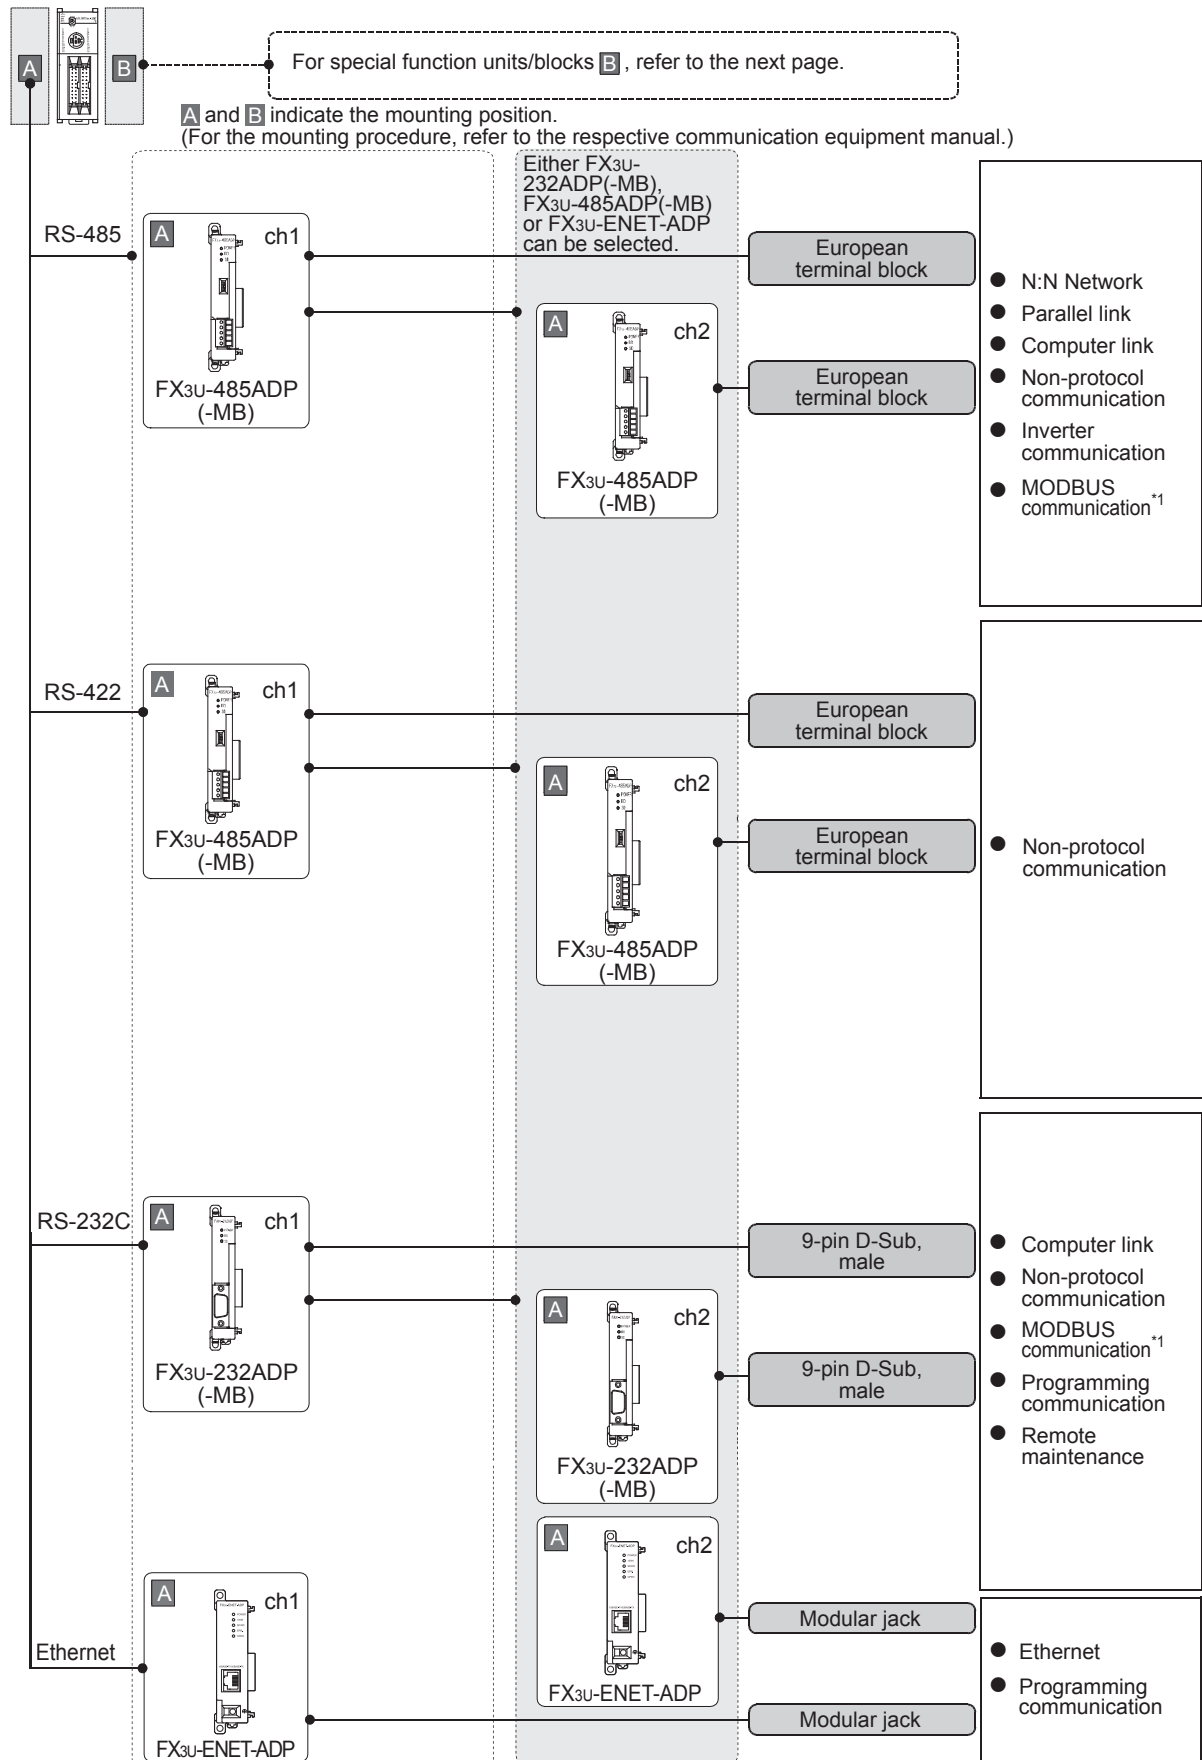 A
B
For special function units/blocks B , refer to the next page.
A and B indicate the mounting position.
(For the mounting procedure, refer to the respective communication equipment manual.)
Either FX3U-
232ADP(-MB),
FX3U-485ADP(-MB)
or FX3U-ENET-ADP
can be selected.
RS-485
A
ch1
FX3U-485ADP
(-MB)
A
ch2
FX3U-485ADP
(-MB)
European
terminal block
European
terminal block
● N:N Network
● Parallel link
● Computer link
● Non-protocol
communication
● Inverter
communication
● MODBUS
communication*1
RS-422
A
ch1
FX3U-485ADP
(-MB)
A
ch2
FX3U-485ADP
(-MB)
European
terminal block
European
terminal block
● Non-protocol
communication
RS-232C
A
ch1
FX3U-232ADP
(-MB)
A
ch2
FX3U-232ADP
(-MB)
9-pin D-Sub,
male
9-pin D-Sub,
male
● Computer link
● Non-protocol
communication
● MODBUS
communication*1
● Programming
communication
● Remote
maintenance
A
ch2
FX3U-ENET-ADP
Ethernet
A
ch1
FX3U-ENET-ADP
Modular jack
Modular jack
● Ethernet
● Programming
communication